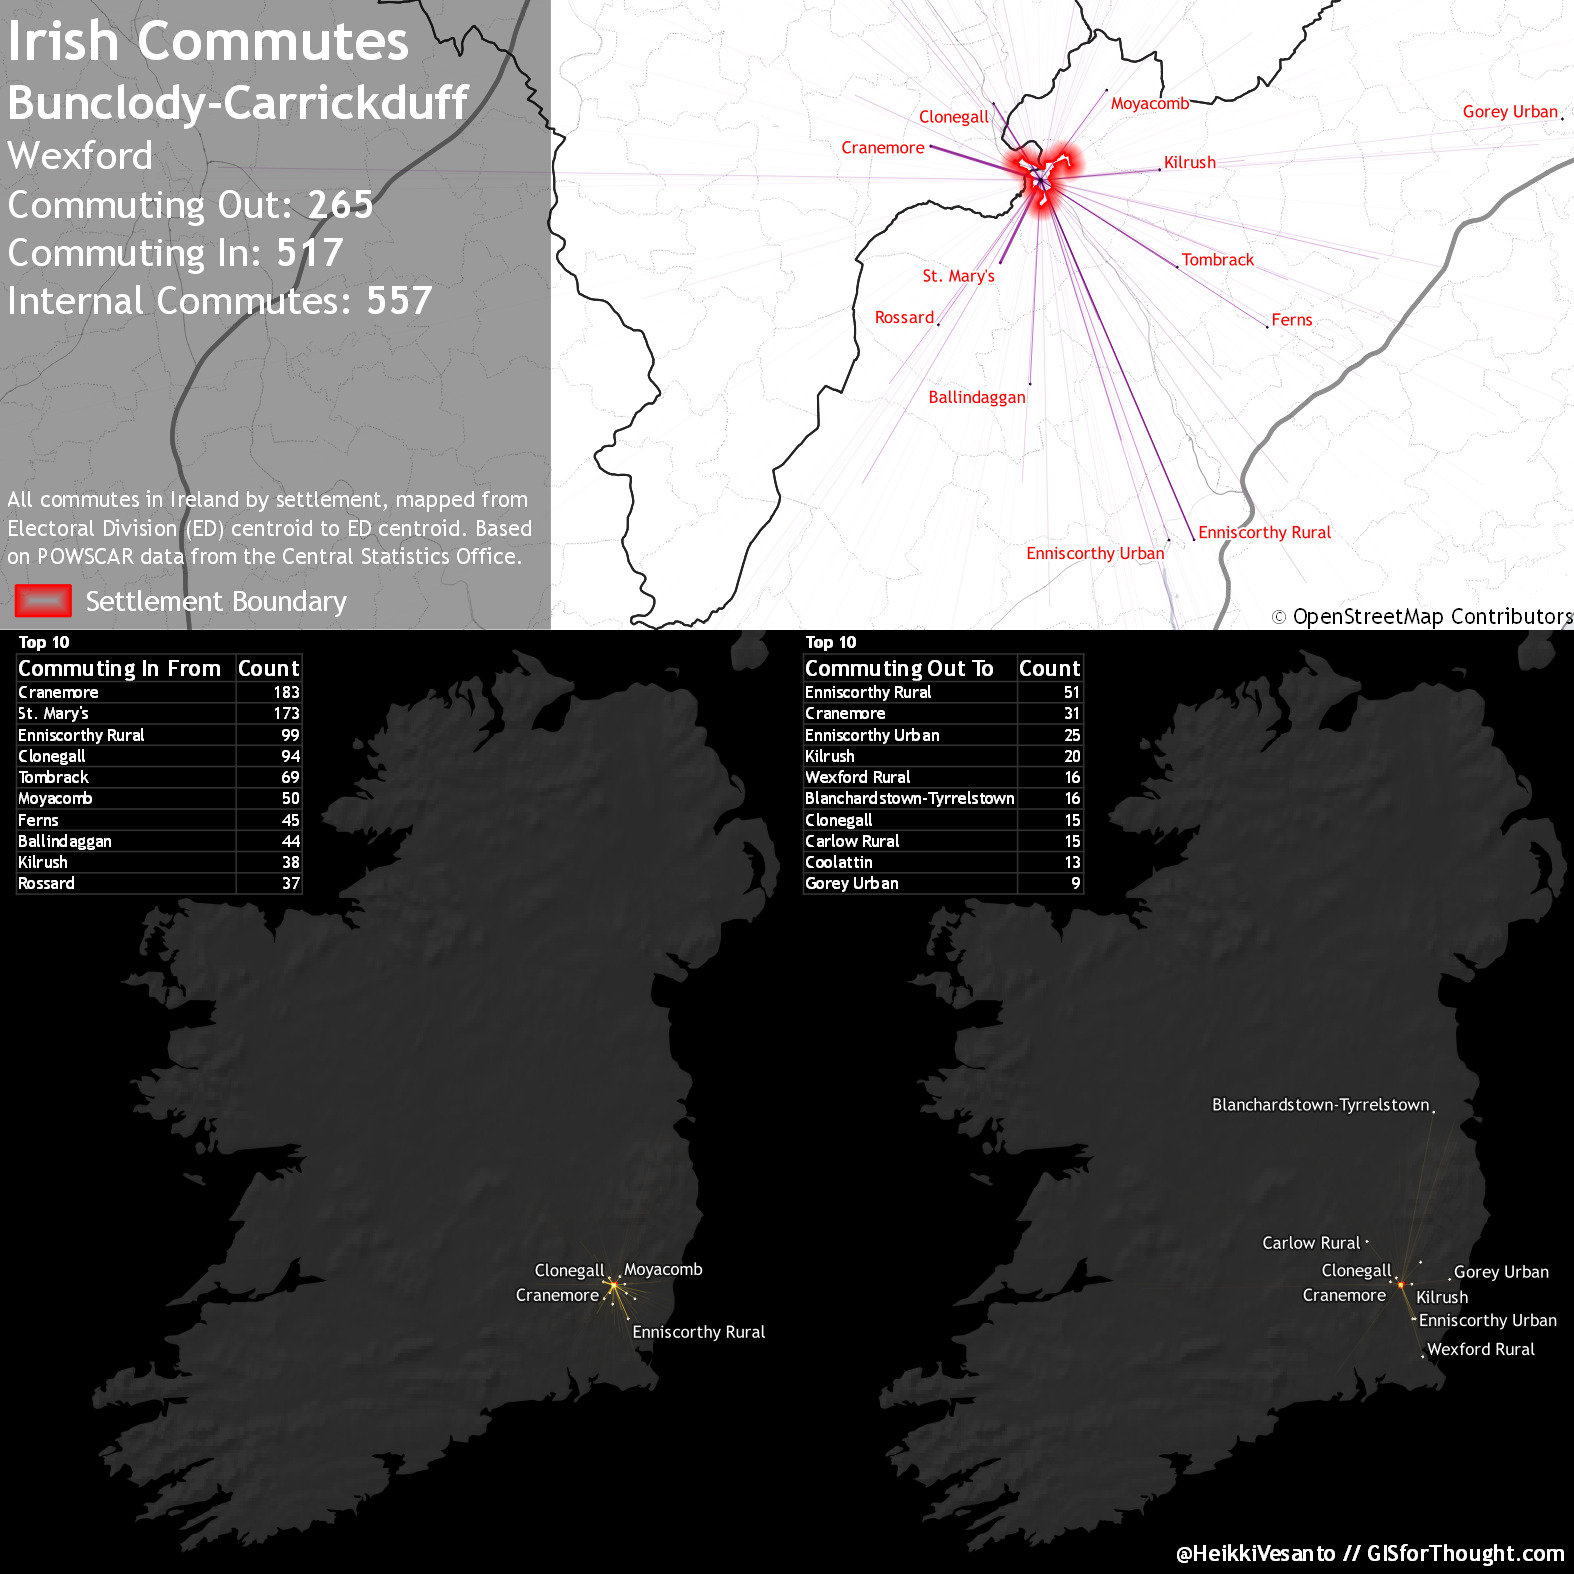 Irish Commutes
Bunclody-Carrickduff
Wexford
Commuting Out: 265
Commuting In: 517
Internal Commutes: 557
All commutes in Ireland by settlement, mapped from
Electoral Division (ED) centroid to ED centroid. Based
on POWSCAR data from the Central Statistics Office.
Settlement Boundary
Clonegall
Moyacomb
Gorey Urban
Cranemore
Kilrush
St. Mary's
Tombrack
Rossard
Ferns
Ballindaggan
Enniscorthy Rural
Enniscorthy Urban
© OpenStreetMap Contributors
Top 10
Commuting In From Count
Cranemore 183
St. Mary's 173
Enniscorthy Rural 99
Clonegall 94
Tombrack 69
Moyacomb 50
Ferns 45
Ballindaggan 44
Kilrush 38
Rossard 37
Clonegall
Moyacomb
Cranemore
Enniscorthy Rural
Top 10
Commuting Out To Count
Enniscorthy Rural 51
Cranemore 31
Enniscorthy Urban 25
Kilrush 20
Wexford Rural 16
Blanchardstown-Tyrrelstown 16
Clonegall 15
Carlow Rural 15
Coolattin 13
Gorey Urban 9
Blanchardstown-Tyrrelstown
Carlow Rural
Clonegall
Gorey Urban
Cranemore
Kilrush
Enniscorthy Urban
Wexford Rural
@HeikkiVesanto // GISforThought.com